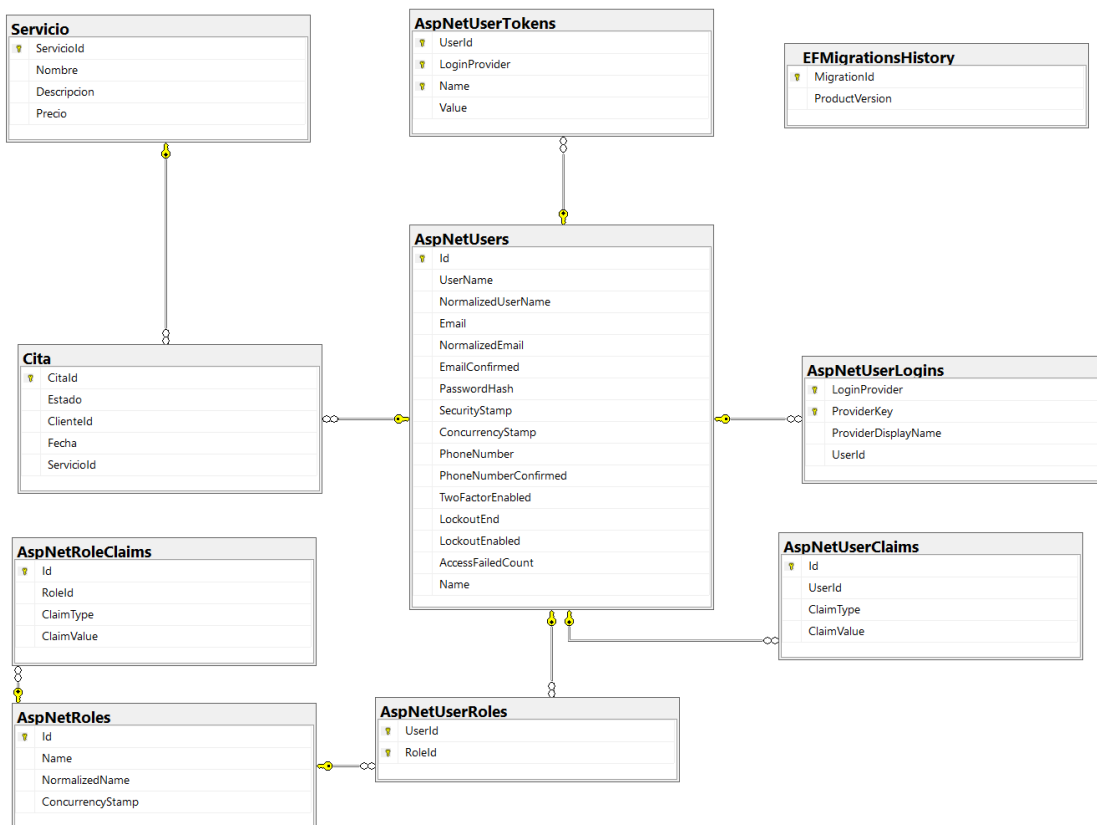 Servicio
ServicioId
Nombre
Descripcion
Precio
AspNetUserTokens
UserId
LoginProvider
Name
Value
EFMigrationsHistory
MigrationId
ProductVersion
AspNetUsers
Id
UserName
NormalizedUserName
Email
NormalizedEmail
EmailConfirmed
PasswordHash
SecurityStamp
ConcurrencyStamp
PhoneNumber
PhoneNumberConfirmed
TwoFactorEnabled
LockoutEnd
LockoutEnabled
AccessFailedCount
Name
Cita
CitaId
Estado
ClienteId
Fecha
ServicioId
AspNetUserLogins
LoginProvider
ProviderKey
ProviderDisplayName
UserId
AspNetRoleClaims
Id
RoleId
ClaimType
ClaimValue
AspNetUserClaims
Id
UserId
ClaimType
ClaimValue
AspNetRoles
Id
Name
NormalizedName
ConcurrencyStamp
AspNetUserRoles
UserId
RoleId